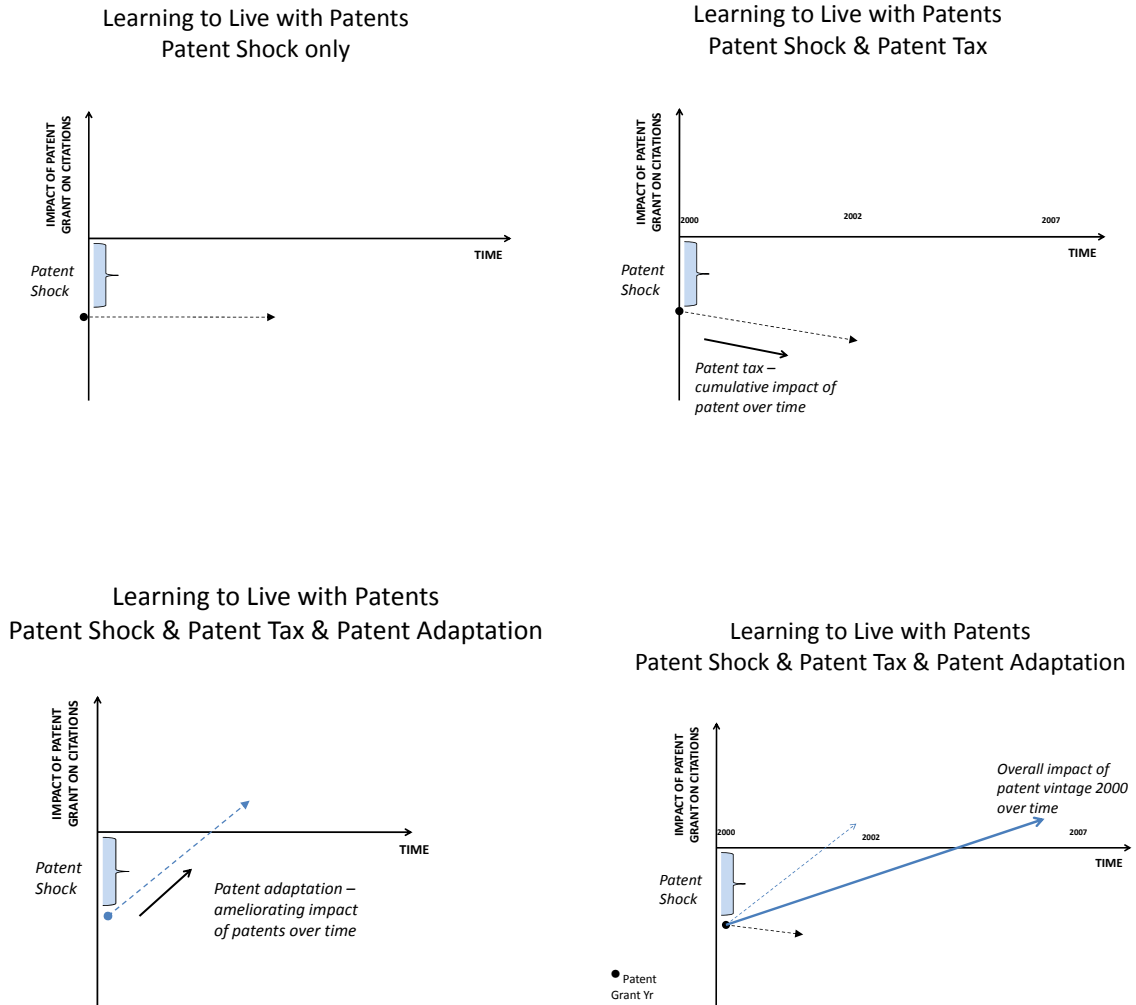 Learning to Live with Patents
Patent Shock only
IMPACT OF PATENT
GRANT ON CITATIONS
TIME
Patent
Shock
Learning to Live with Patents
Patent Shock & Patent Tax
IMPACT OF PATENT
GRANT ON CITATIONS
2000
2002
2007
TIME
Patent
Shock
Patent tax –
cumulative impact of
patent over time
Learning to Live with Patents
Patent Shock & Patent Tax & Patent Adaptation
IMPACT OF PATENT
GRANT ON CITATIONS
TIME
Patent
Shock
Patent adaptation –
ameliorating impact
of patents over time
Learning to Live with Patents
Patent Shock & Patent Tax & Patent Adaptation
IMPACT OF PATENT
GRANT ON CITATIONS
Overall impact of
patent vintage 2000
over time
2000
2002
2007
TIME
Patent
Shock
Patent
Grant Yr